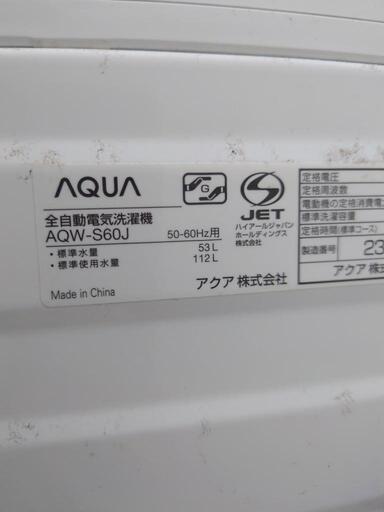 AQUA
全自動電気洗濯機
AQW-S60J 50-60Hz用
・標準水量 53 L
・標準使用水量 112 L
Made in China
アクア 株式会社
G
JET
ハイアールジャパン
ホールディングス
株式会社
定格電圧
定格周波数
電動機の定格消費電
標準洗濯容量
定格時間(標準コース)
製造番号 23
アクア 株式